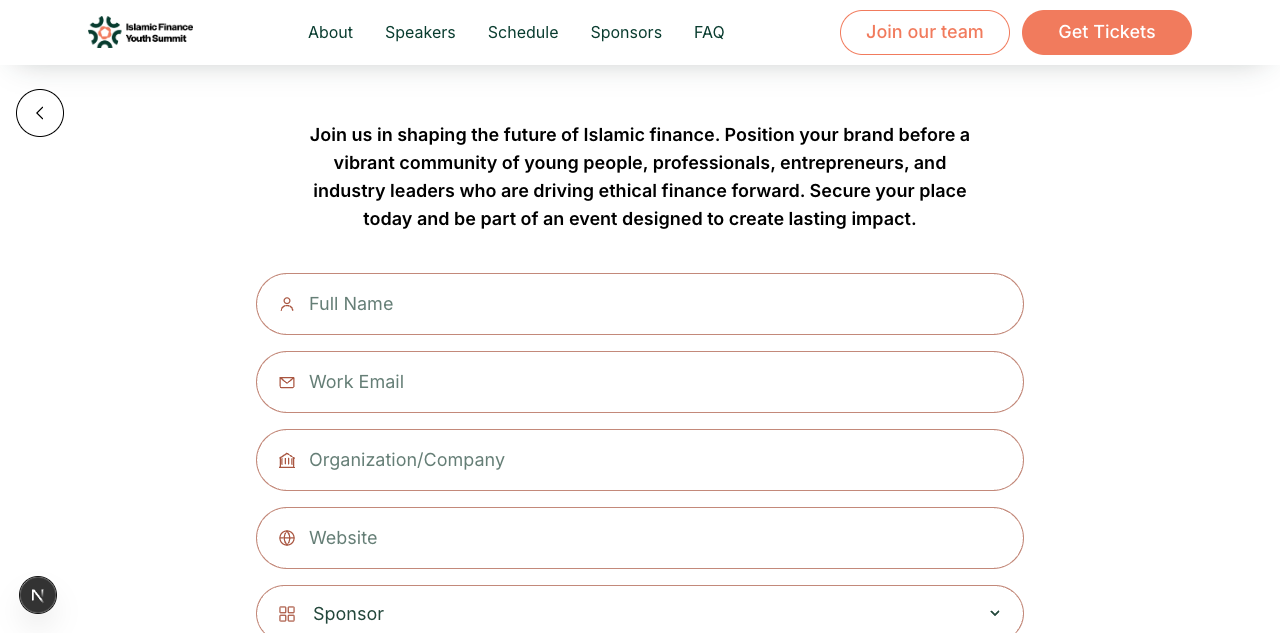 Islamic Finance
Youth Summit
About
Speakers
Schedule
Sponsors
FAQ
Join our team
Get Tickets
Join us in shaping the future of Islamic finance. Position your brand before a
vibrant community of young people, professionals, entrepreneurs, and
industry leaders who are driving ethical finance forward. Secure your place
today and be part of an event designed to create lasting impact.
Full Name
Work Email
Organization/Company
Website
Sponsor
N